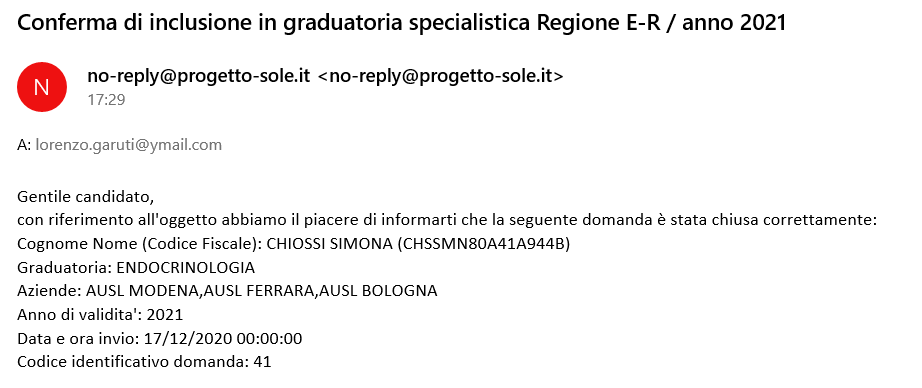 Conferma di inclusione in graduatoria specialistica Regione E-R / anno 2021
N
no-reply@progetto-sole.it <no-reply@progetto-sole.it>
17:29
A: lorenzo.garuti@ymail.com
Gentile candidato,
con riferimento all'oggetto abbiamo il piacere di informarti che la seguente domanda è stata chiusa correttamente:
Cognome Nome (Codice Fiscale): CHIOSSI SIMONA (CHSSMN80A41A944B)
Graduatoria: ENDOCRINOLOGIA
Aziende: AUSL MODENA,AUSL FERRARA,AUSL BOLOGNA
Anno di validita': 2021
Data e ora invio: 17/12/2020 00:00:00
Codice identificativo domanda: 41